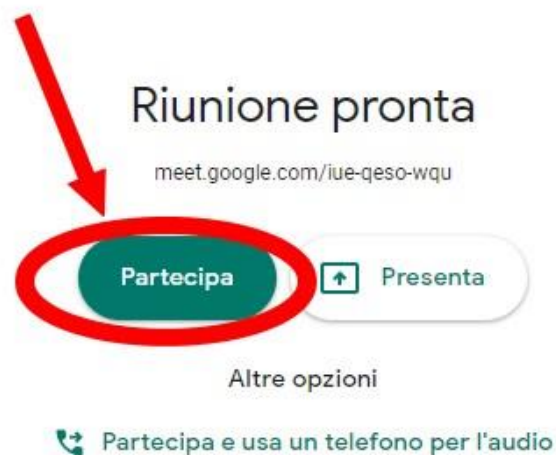 Riunione pronta
meet.google.com/iue-qeso-wqu
Partecipa Presenta
Altre opzioni
Partecipa e usa un telefono per l'audio